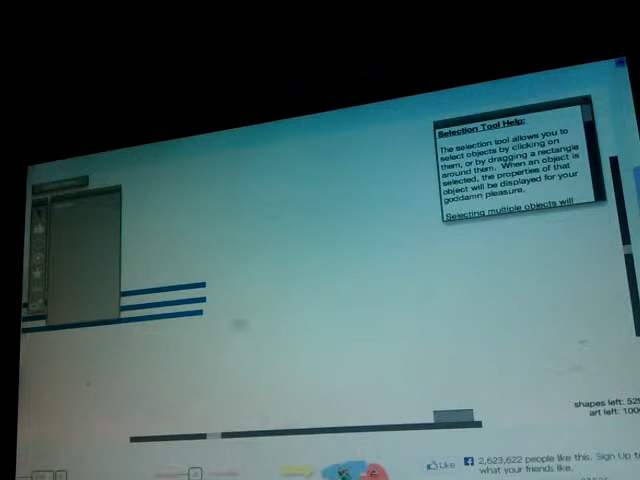 Selection Tool Help:
The selection tool allows you to
select objects by clicking on
them, or by dragging a rectangle
around them. When an object is
selected, the properties of that
object will be displayed for your
goddamn pleasure.
Selecting multiple objects will
shapes left: 525
art left: 100
Like
2,623,622 people like this. Sign Up to
what your friends like.